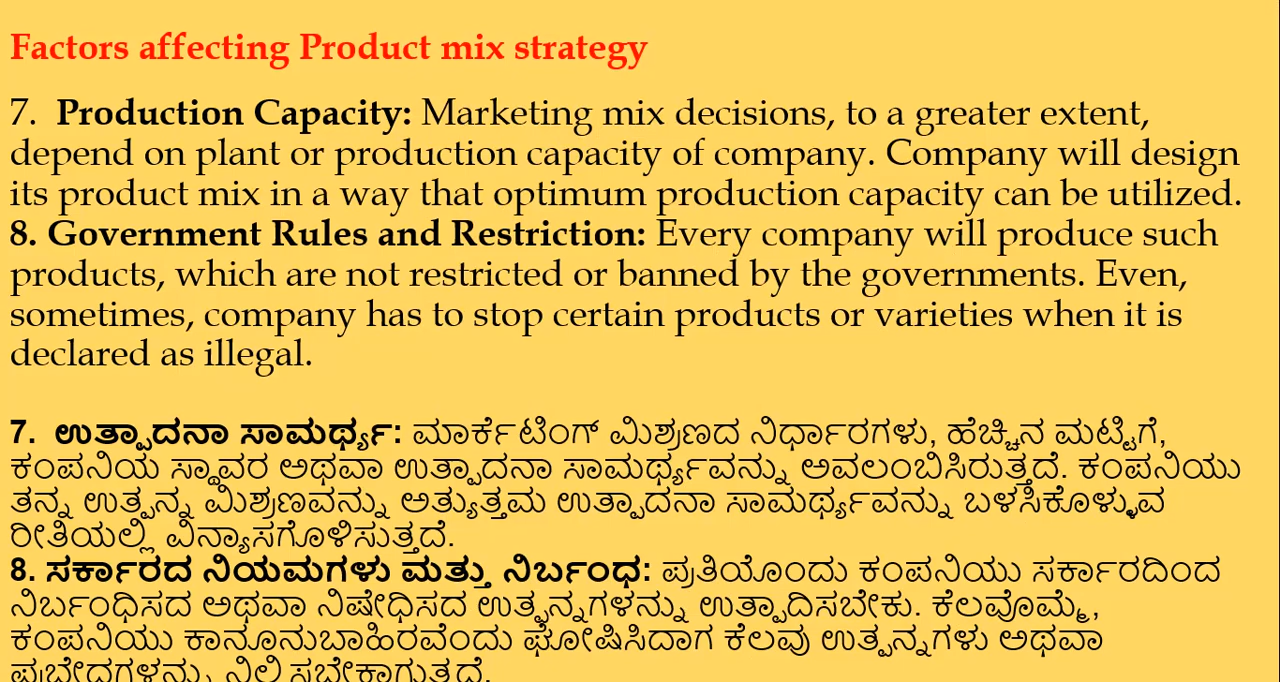 Factors affecting Product mix strategy
7. Production Capacity: Marketing mix decisions, to a greater extent,
depend on plant or production capacity of company. Company will design
its product mix in a way that optimum production capacity can be utilized.
8. Government Rules and Restriction: Every company will produce such
products, which are not restricted or banned by the governments. Even,
sometimes, company has to stop certain products or varieties when it is
declared as illegal.
7. ಉತ್ಪಾದನಾ ಸಾಮರ್ಥ್ಯ: ಮಾರ್ಕೆಟಿಂಗ್ ಮಿಶ್ರಣದ ನಿರ್ಧಾರಗಳು, ಹೆಚ್ಚಿನ ಮಟ್ಟಿಗೆ,
ಕಂಪನಿಯ ಸ್ಥಾವರ ಅಥವಾ ಉತ್ಪಾದನಾ ಸಾಮರ್ಥ್ಯವನ್ನು ಅವಲಂಬಿಸಿರುತ್ತದೆ. ಕಂಪನಿಯು
ತನ್ನ ಉತ್ಪನ್ನ ಮಿಶ್ರಣವನ್ನು ಅತ್ಯುತ್ತಮ ಉತ್ಪಾದನಾ ಸಾಮರ್ಥ್ಯವನ್ನು ಬಳಸಿಕೊಳ್ಳುವ
ರೀತಿಯಲ್ಲಿ ವಿನ್ಯಾಸಗೊಳಿಸುತ್ತದೆ.
8. ಸರ್ಕಾರದ ನಿಯಮಗಳು ಮತ್ತು ನಿರ್ಬಂಧ: ಪ್ರತಿಯೊಂದು ಕಂಪನಿಯು ಸರ್ಕಾರದಿಂದ
ನಿರ್ಬಂಧಿಸದ ಅಥವಾ ನಿಷೇಧಿಸದ ಉತ್ಪನ್ನಗಳನ್ನು ಉತ್ಪಾದಿಸಬೇಕು. ಕೆಲವೊಮ್ಮೆ,
ಕಂಪನಿಯು ಕಾನೂನುಬಾಹಿರವೆಂದು ಘೋಷಿಸಿದಾಗ ಕೆಲವು ಉತ್ಪನ್ನಗಳು ಅಥವಾ
ಪ್ರಭೇದಗಳನ್ನು ನಿಲ್ಲಿಸಬೇಕಾಗುತ್ತದೆ.